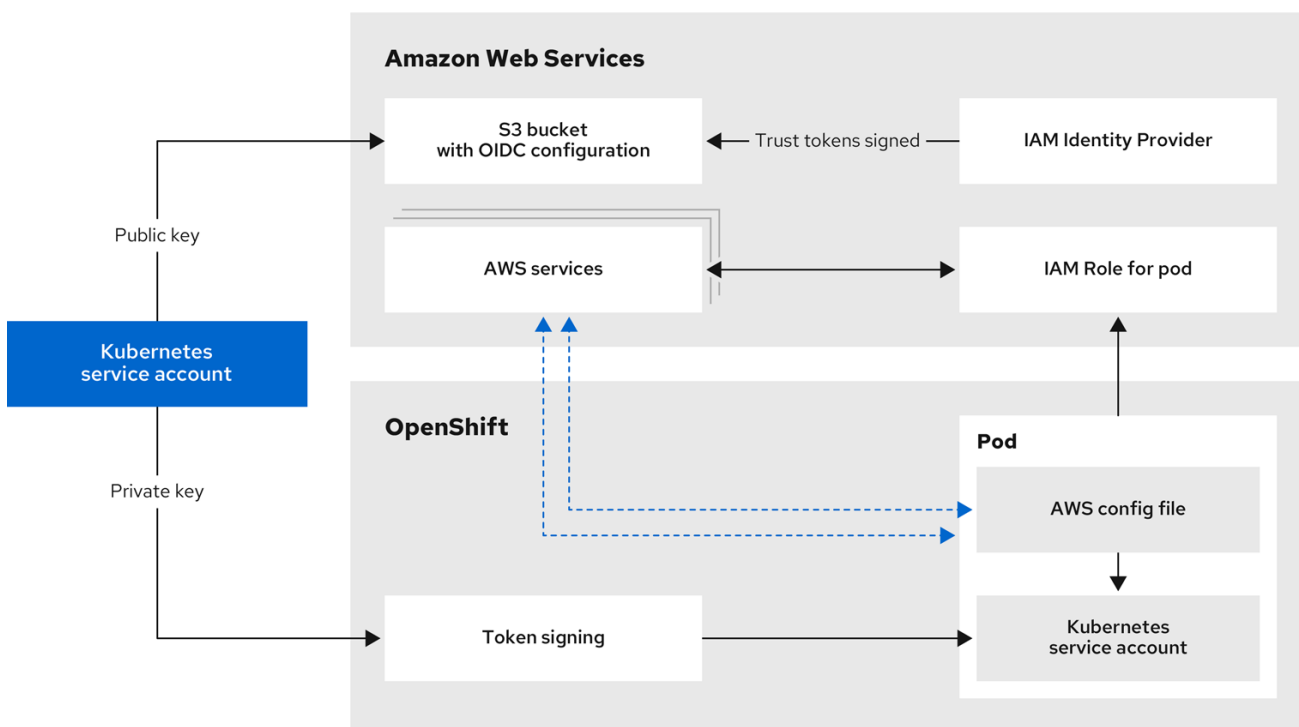 Amazon Web Services
S3 bucket
with OIDC configuration
Trust tokens signed
IAM Identity Provider
Public key
AWS services
IAM Role for pod
Kubernetes
service account
OpenShift
Pod
Private key
AWS config file
Token signing
Kubernetes
service account